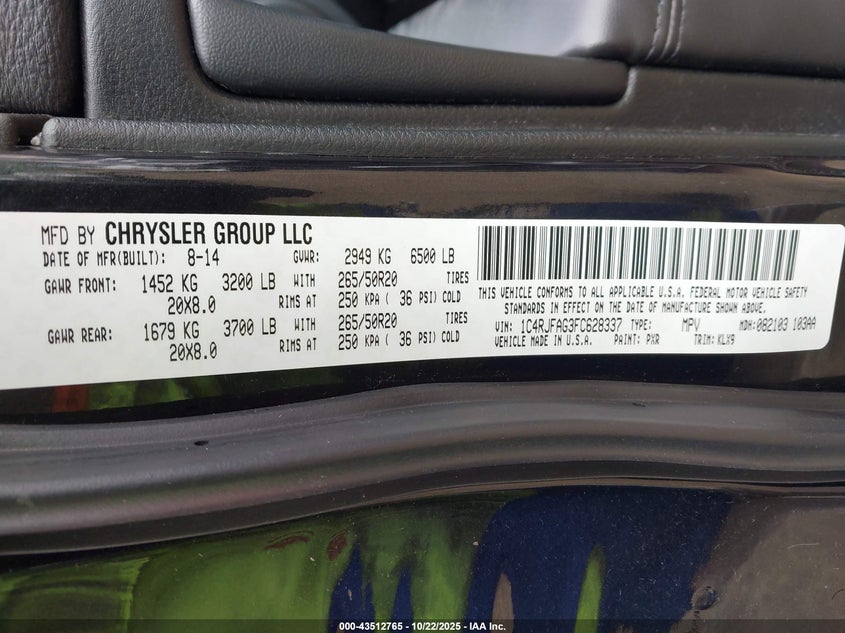 MFD BY CHRYSLER GROUP LLC
DATE OF MFR(BUILT): 8-14 GVWR: 2949 KG 6500 LB
GAWR FRONT: 1452 KG 3200 LB WITH 265/50R20 TIRES
20X8.0 RIMS AT 250 KPA ( 36 PSI) COLD
GAWR REAR: 1679 KG 3700 LB WITH 265/50R20 TIRES
20X8.0 RIMS AT 250 KPA ( 36 PSI) COLD
THIS VEHICLE CONFORMS TO ALL APPLICABLE U.S.A. FEDERAL MOTOR VEHICLE SAFETY
STANDARDS IN EFFECT ON THE DATE OF MANUFACTURE SHOWN ABOVE.
VIN: 1C4RJFAG3FC628337 TYPE: MPV MDH: 082103 103AA
VEHICLE MADE IN U.S.A. PAINT: PXR TRIM: KLX9
000-43512765 - 10/22/2025 - IAA Inc.